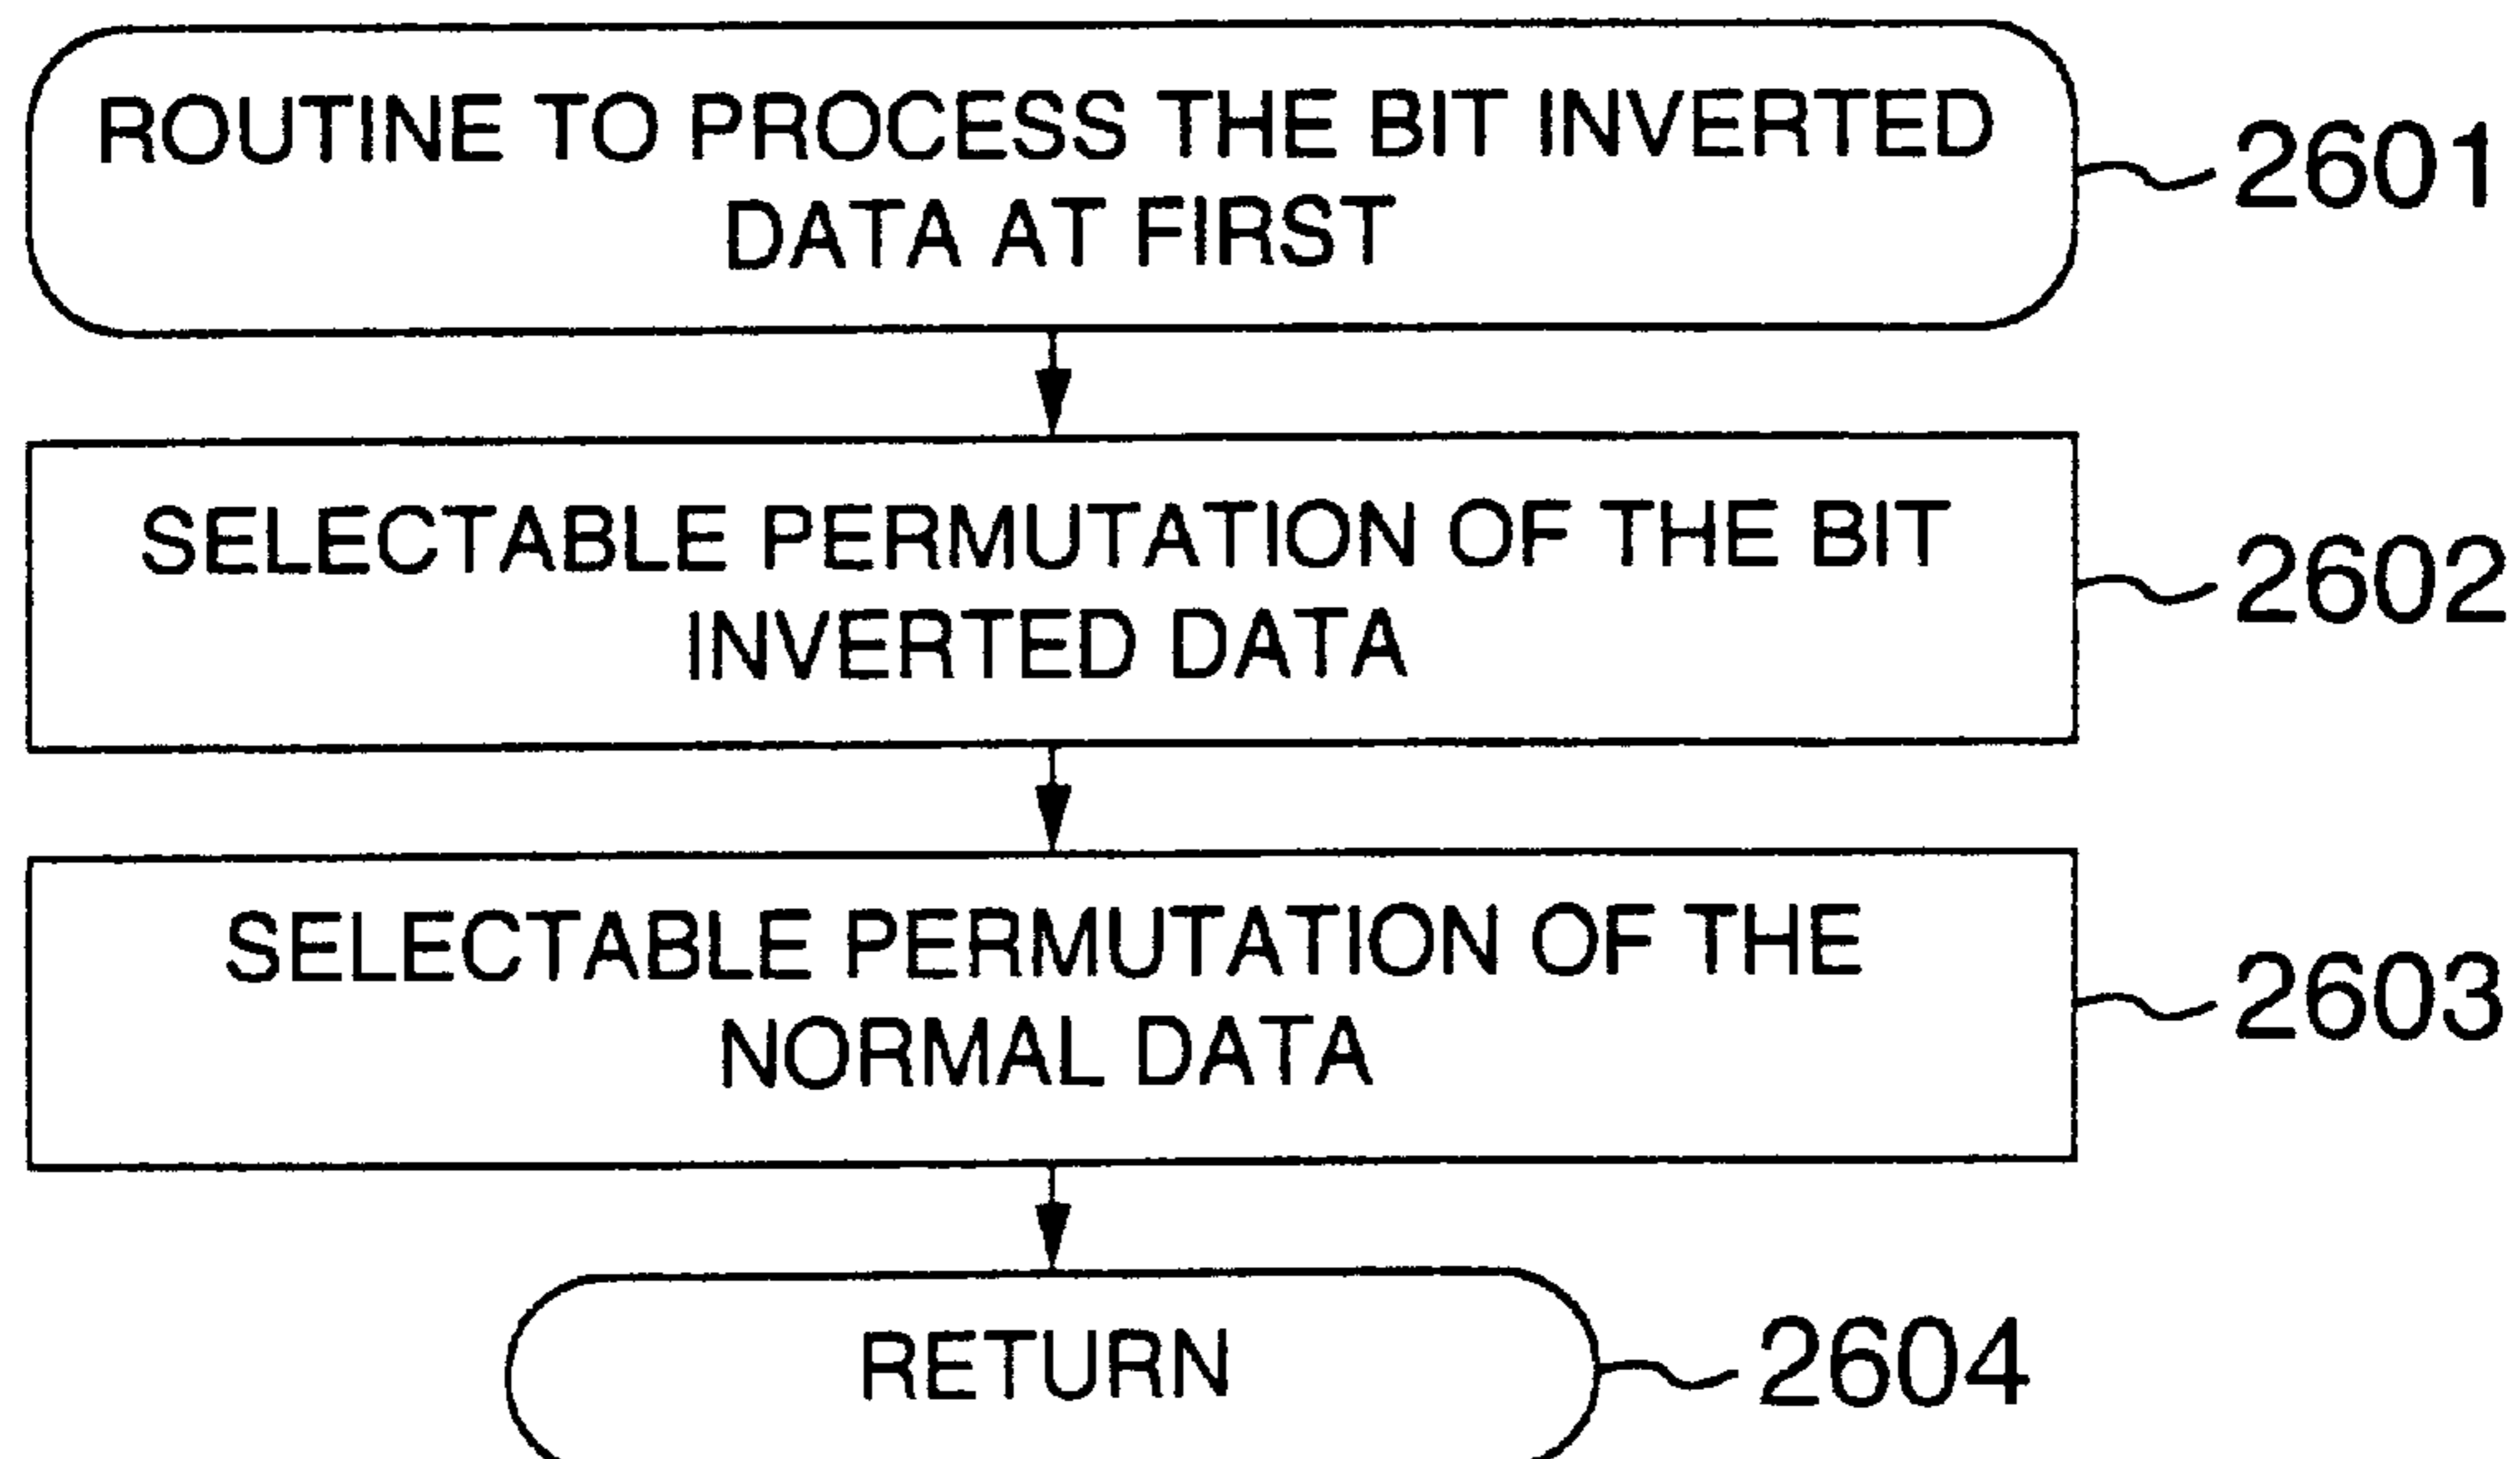 ROUTINE TO PROCESS THE BIT INVERTED
DATA AT FIRST
2601
SELECTABLE PERMUTATION OF THE BIT
INVERTED DATA
2602
SELECTABLE PERMUTATION OF THE
NORMAL DATA
2603
RETURN
2604